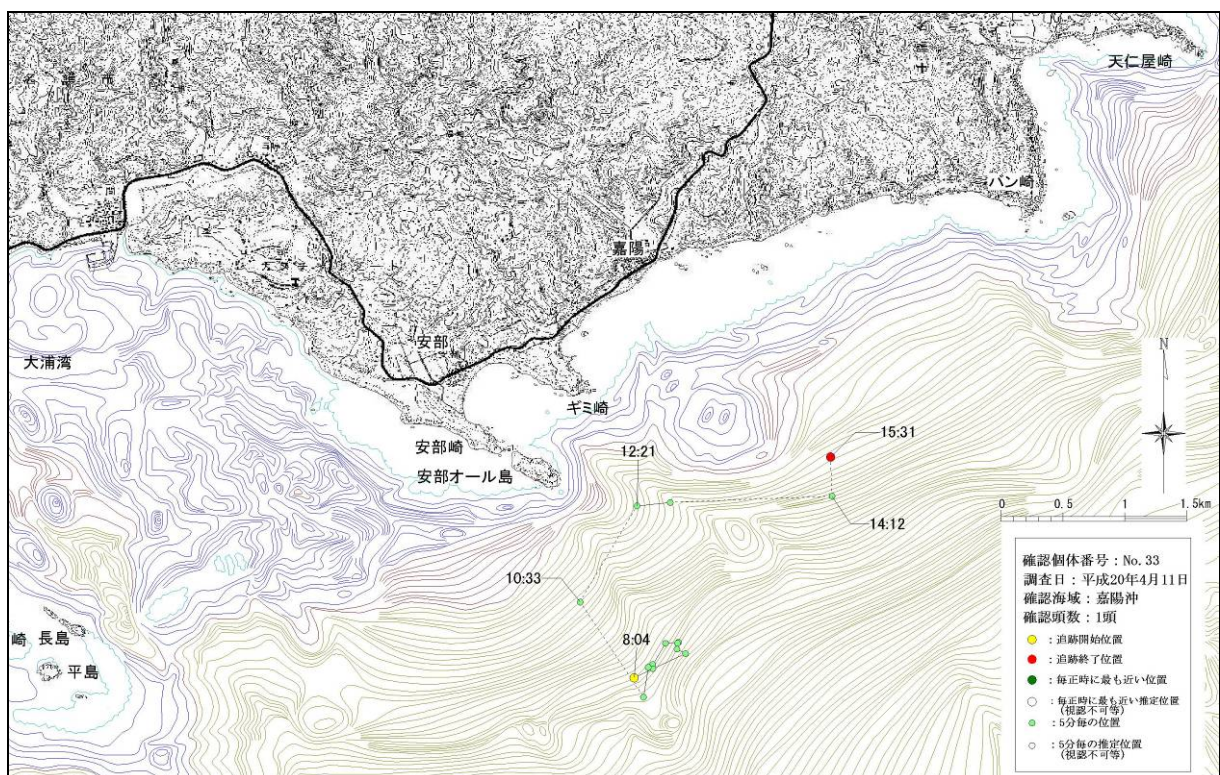 天仁屋崎
バン崎
嘉陽
安部
大浦湾
ギミ崎
安部崎
安部オール島
12:21
15:31
14:12
10:33
8:04
長島
崎
平島
N
0 0.5 1 1.5km
確認個体番号：No.33
調査日：平成20年4月11日
確認海域：嘉陽沖
確認頭数：1頭
：追跡開始位置
：追跡終了位置
：毎正時に最も近い位置
：毎正時に最も近い推定位置
(視認不可等)
：5分毎の位置
：5分毎の推定位置
(視認不可等)